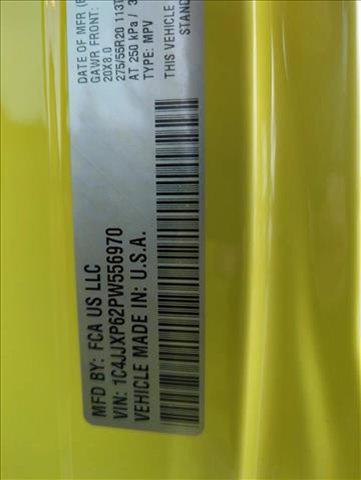 MFD BY: FCA US LLC
DATE OF MFR
GAWR FRONT:
20X8.0
275/55R20
AT 250 kPa /
TYPE: MPV
VIN: 1C4JJXP62PW556970
THIS VEHICLE
STAND
VEHICLE MADE IN: U.S.A.